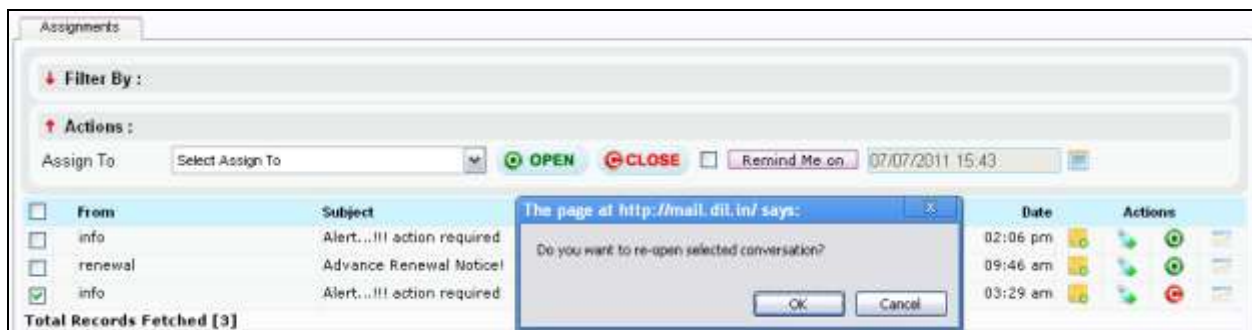 Assignments
Filter By :
Actions :
Assign To Select Assign To OPEN CLOSE Remind Me on 07/07/2011 15:43
From Subject Date Actions
The page at http://mail.dil.in/ says:
Do you want to re-open selected conversation?
OK Cancel
info Alert...!!! action required 02:06 pm
renewal Advance Renewal Notice! 09:46 am
info Alert...!!! action required 03:29 am
Total Records Fetched [3]